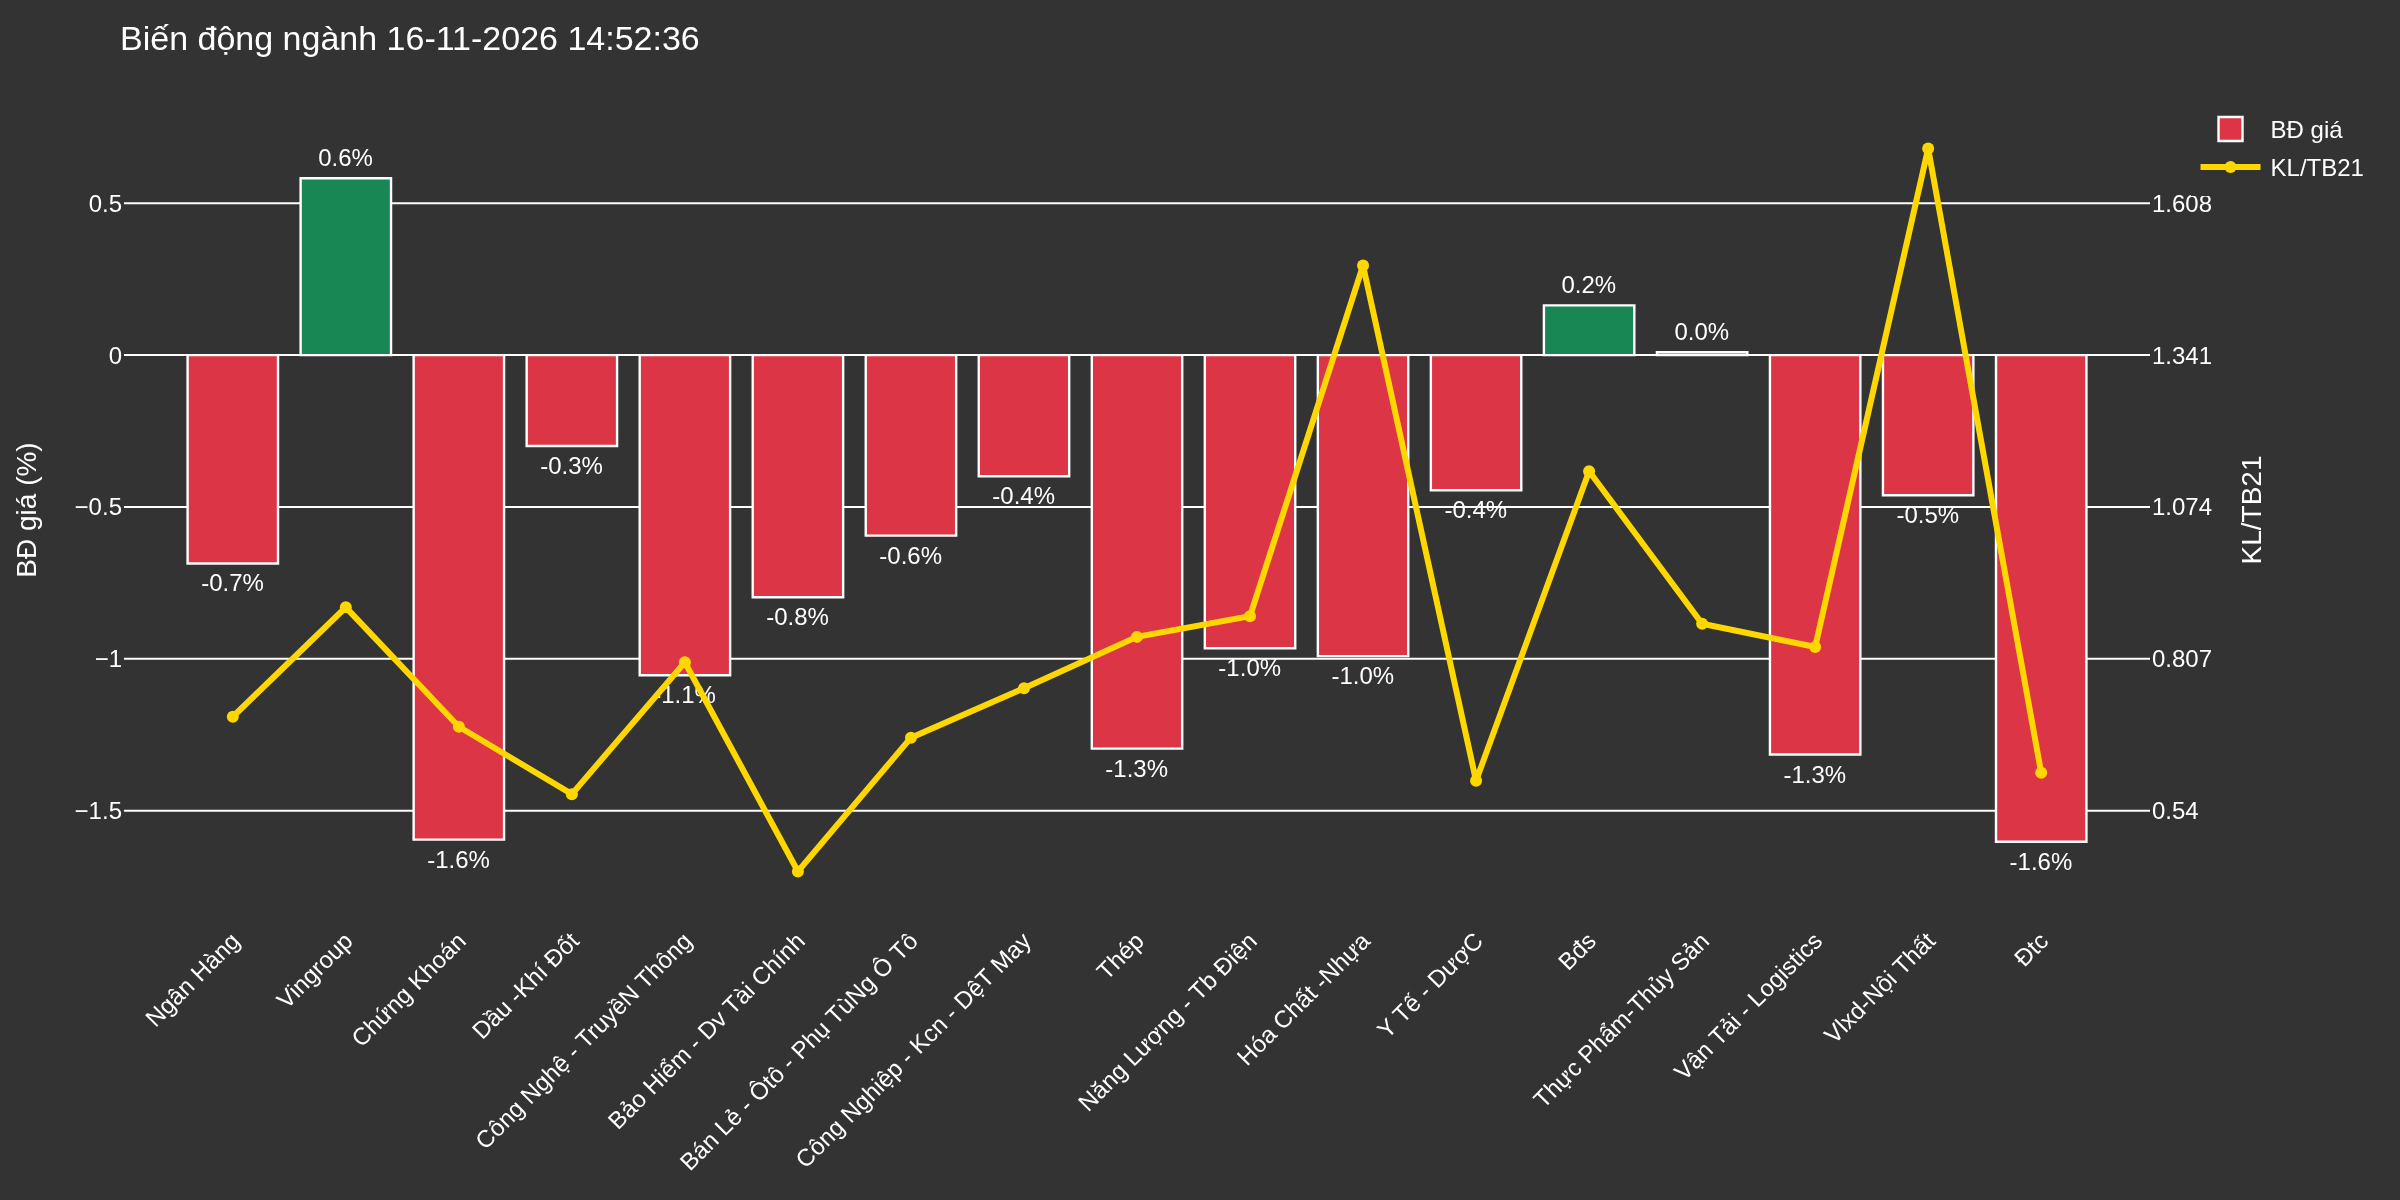 Biến động ngành 16-11-2026 14:52:36
BĐ giá
KL/TB21
0.5
0
−0.5
−1
−1.5
BĐ giá (%)
1.608
1.341
1.074
0.807
0.54
KL/TB21
-0.7%
0.6%
-1.6%
-0.3%
-1.1%
-0.8%
-0.6%
-0.4%
-1.3%
-1.0%
-1.0%
-0.4%
0.2%
0.0%
-1.3%
-0.5%
-1.6%
Ngân Hàng
Vingroup
Chứng Khoán
Dầu -Khí Đốt
Công Nghệ - TruyềN Thông
Bảo Hiểm - Dv Tài Chính
Bán Lẻ - Ôtô - Phụ TùNg Ô Tô
Công Nghiệp - Kcn - DệT May
Thép
Năng Lượng - Tb Điện
Hóa Chất -Nhựa
Y Tế - DượC
Bđs
Thực Phẩm-Thủy Sản
Vận Tải - Logistics
Vlxd-Nội Thất
Đtc